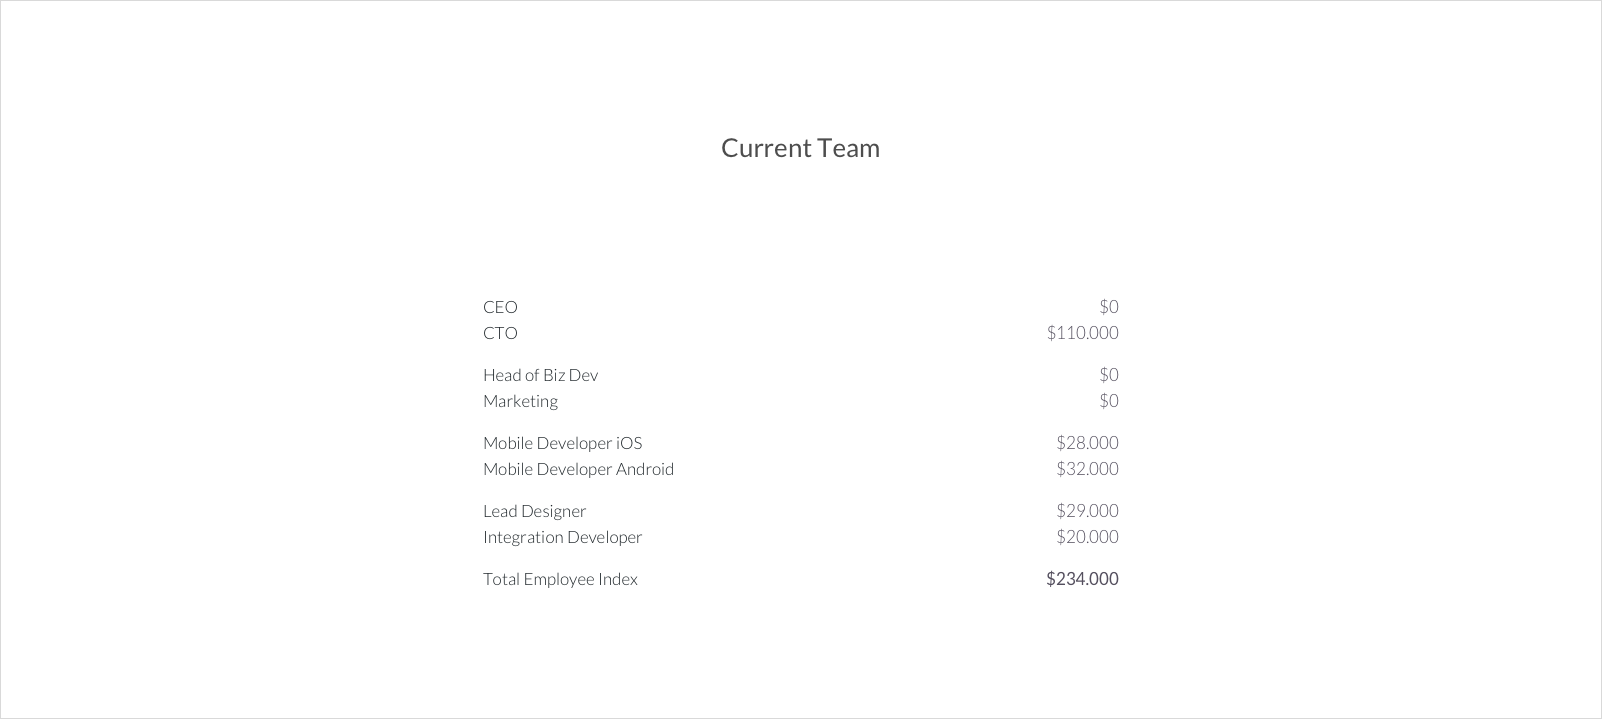 Current Team
CEO $0
CTO $110.000
Head of Biz Dev $0
Marketing $0
Mobile Developer iOS $28.000
Mobile Developer Android $32.000
Lead Designer $29.000
Integration Developer $20.000
Total Employee Index $234.000